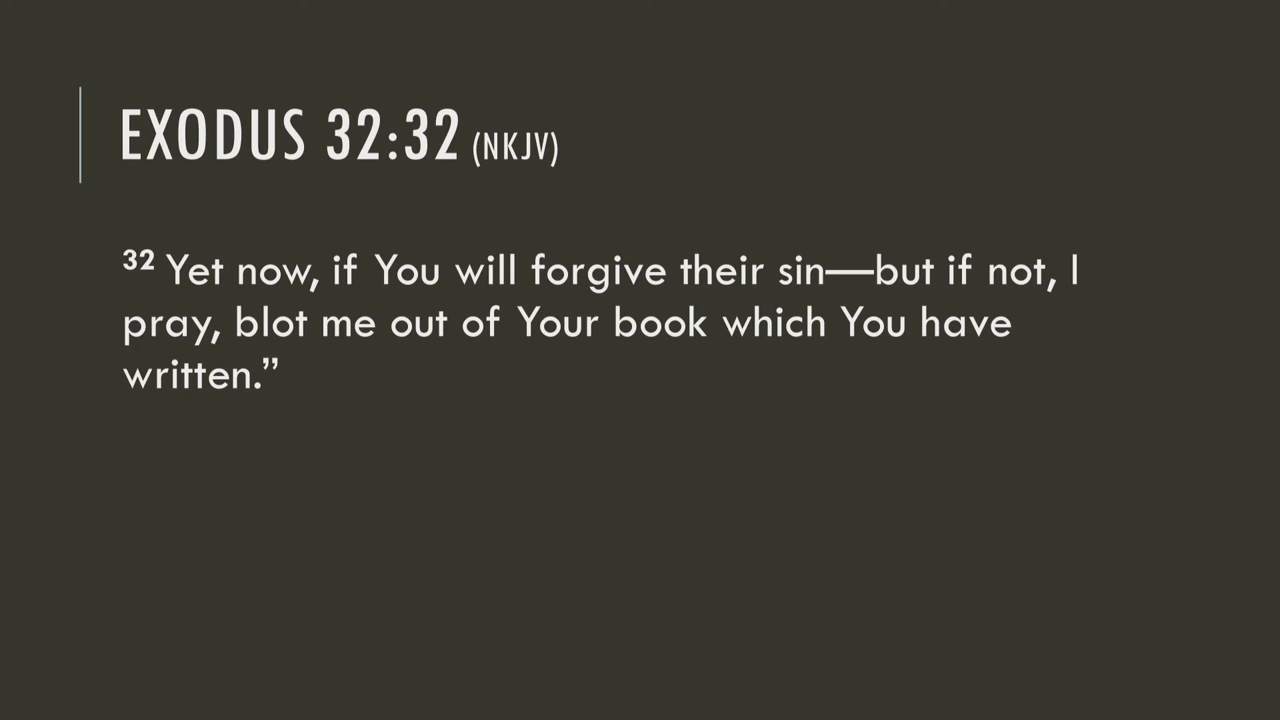 EXODUS 32:32 (NKJV)
32 Yet now, if You will forgive their sin—but if not, I
pray, blot me out of Your book which You have
written.”